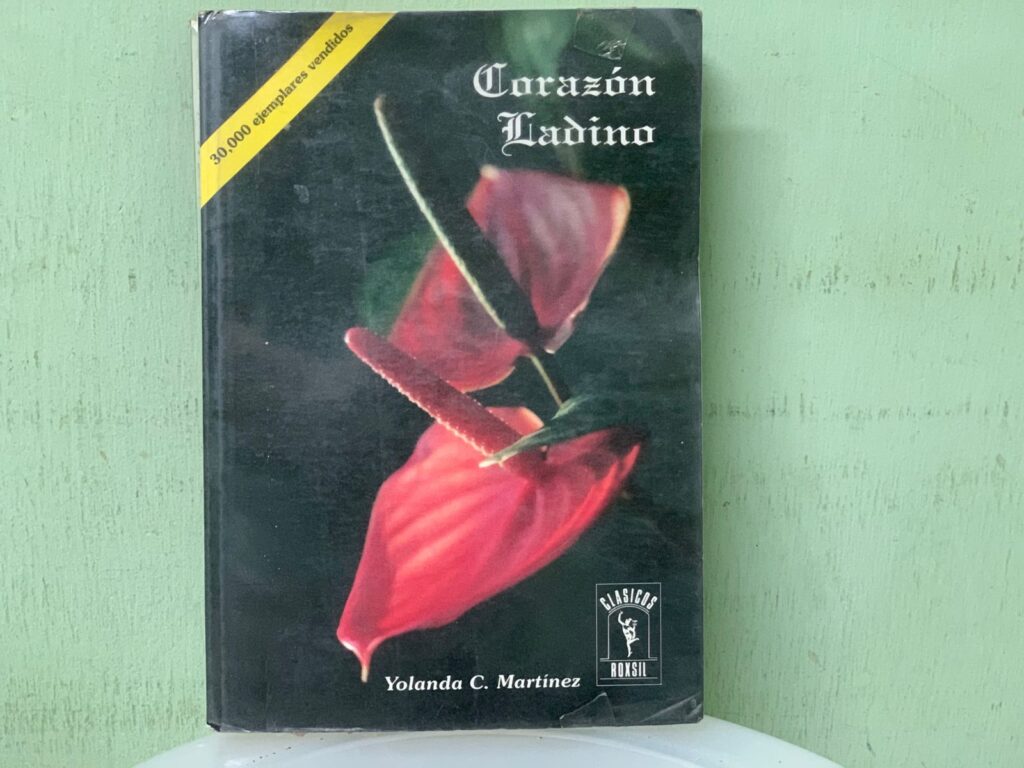 30,000 ejemplares vendidos
Corazón
Ladino
CLASICOS
ROXSIL
Yolanda C. Martínez